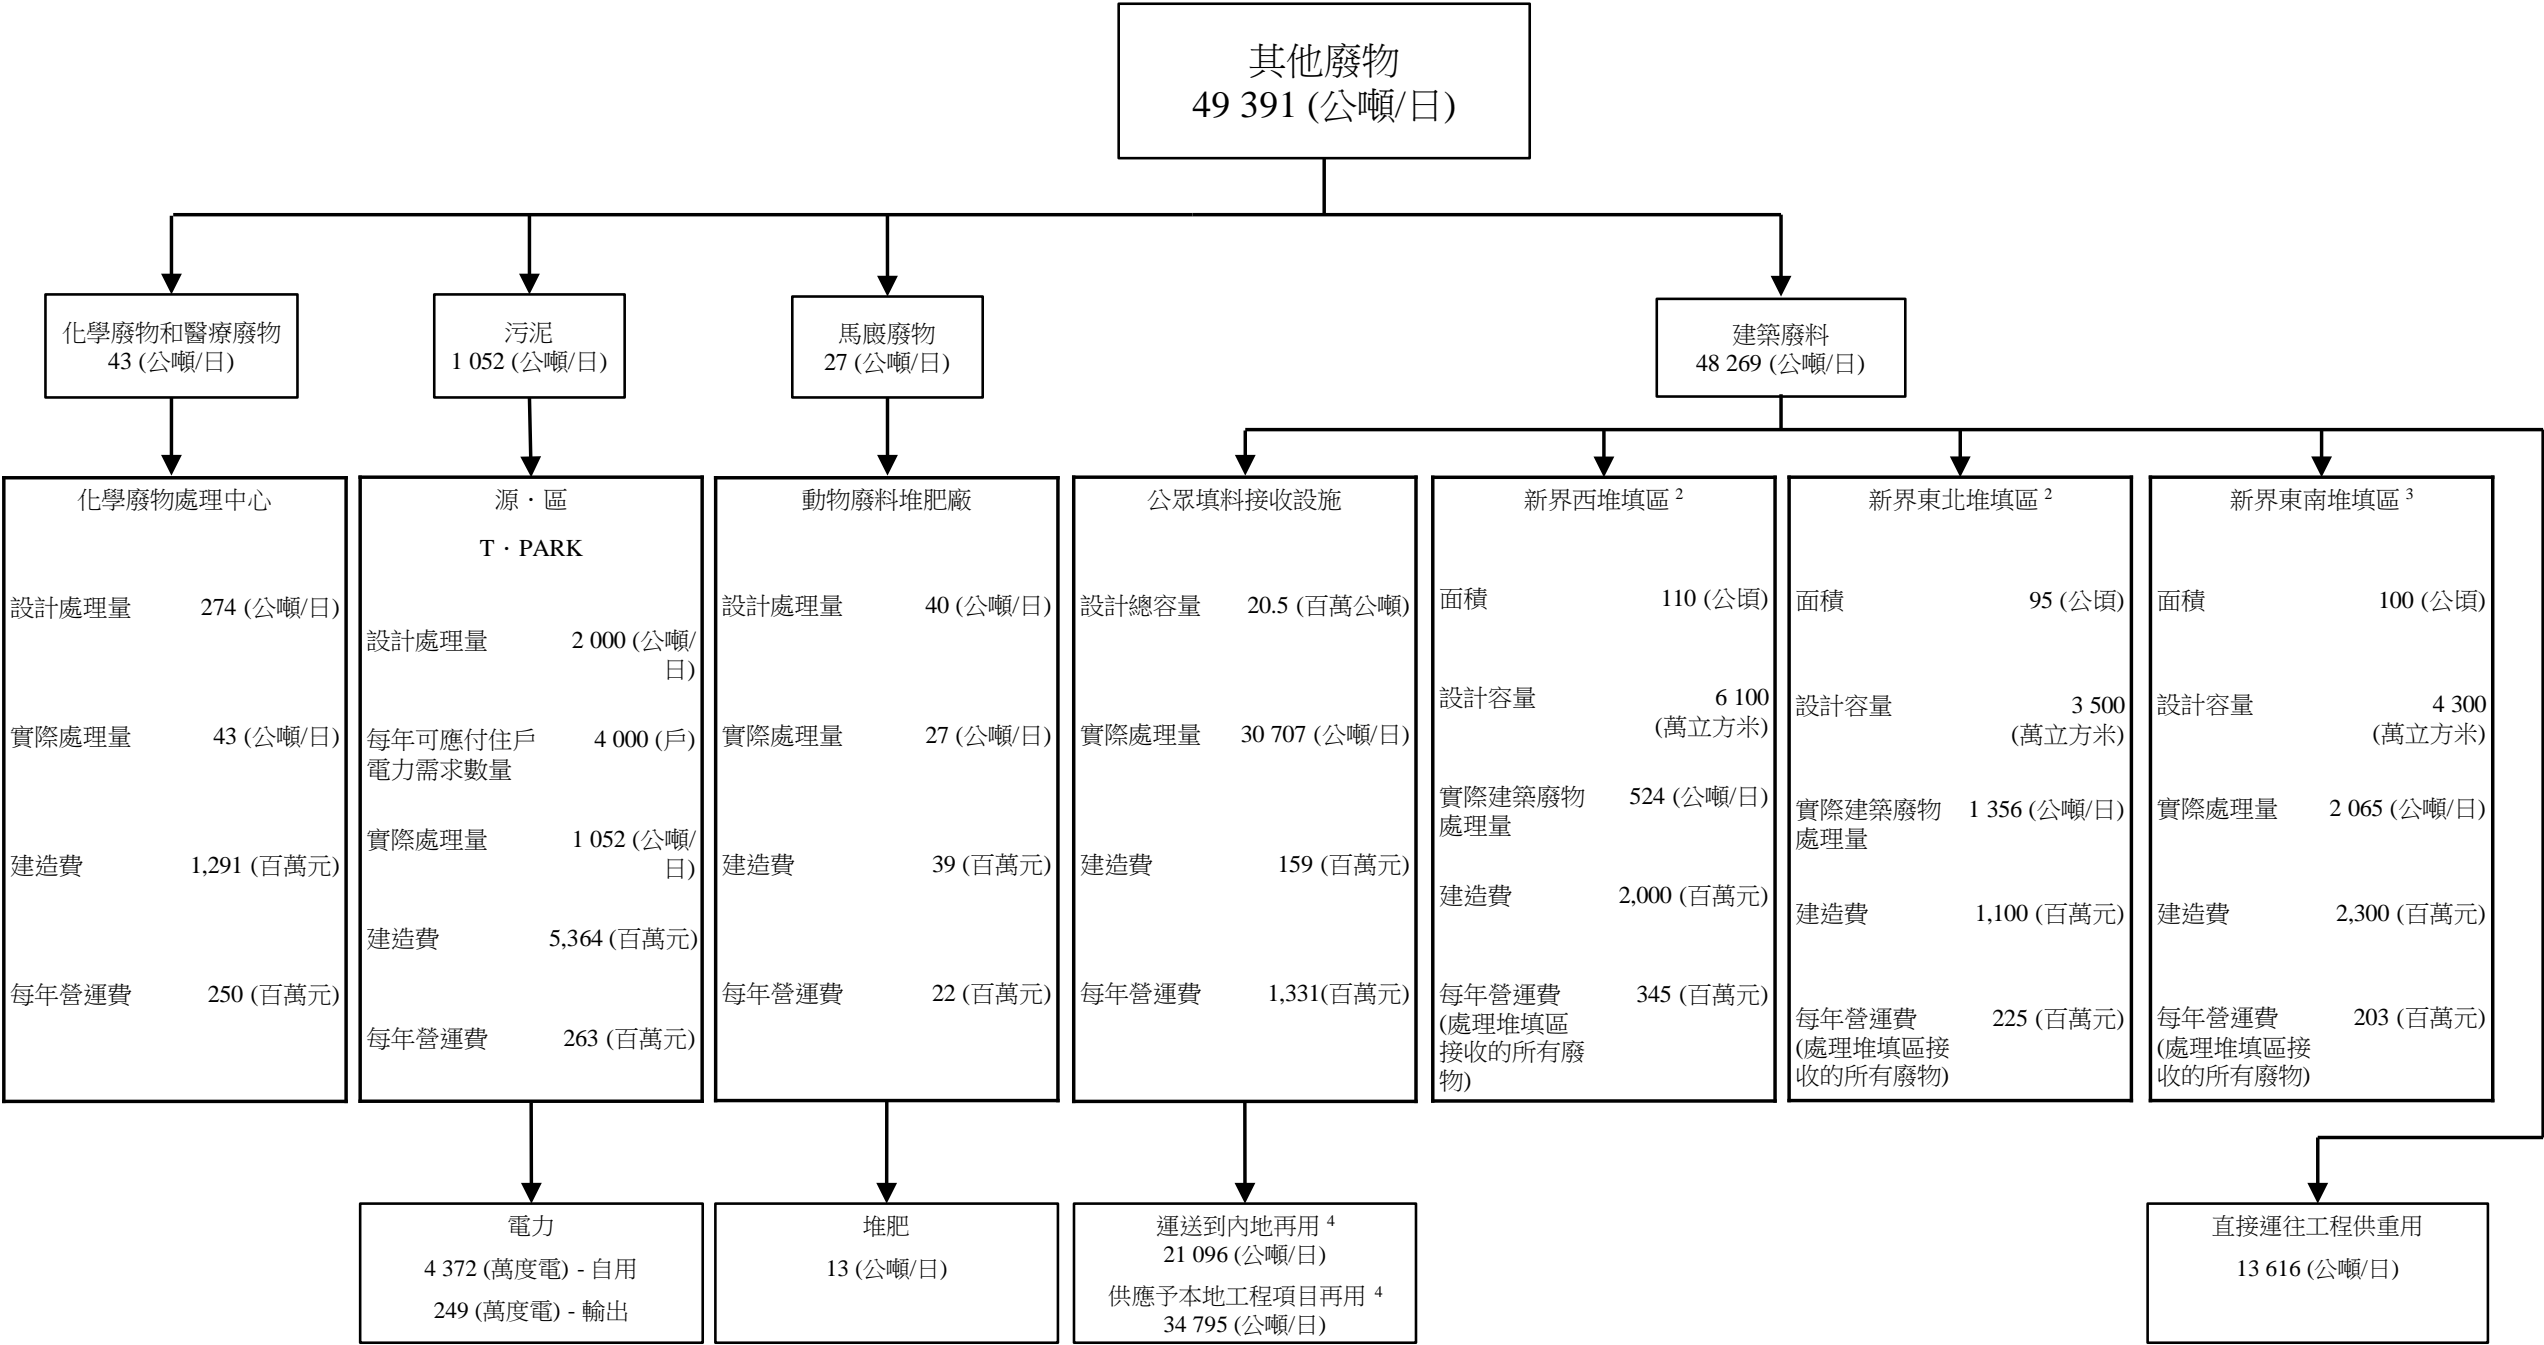 其他廢物
49 391 (公噸/日)
化學廢物和醫療廢物
43 (公噸/日)
污泥
1 052 (公噸/日)
馬廄廢物
27 (公噸/日)
建築廢料
48 269 (公噸/日)
化學廢物處理中心
設計處理量 274 (公噸/日)
實際處理量 43 (公噸/日)
建造費 1,291 (百萬元)
每年營運費 250 (百萬元)
源．區
T．PARK
設計處理量 2 000 (公噸/
日)
每年可應付住戶 4 000 (戶)
電力需求數量
實際處理量 1 052 (公噸/
日)
建造費 5,364 (百萬元)
每年營運費 263 (百萬元)
動物廢料堆肥廠
設計處理量 40 (公噸/日)
實際處理量 27 (公噸/日)
建造費 39 (百萬元)
每年營運費 22 (百萬元)
公眾填料接收設施
設計總容量 20.5 (百萬公噸)
實際處理量 30 707 (公噸/日)
建造費 159 (百萬元)
每年營運費 1,331(百萬元)
新界西堆填區 2
面積 110 (公頃)
設計容量 6 100
(萬立方米)
實際建築廢物 524 (公噸/日)
處理量
建造費 2,000 (百萬元)
每年營運費 345 (百萬元)
(處理堆填區
接收的所有廢
物)
新界東北堆填區 2
面積 95 (公頃)
設計容量 3 500
(萬立方米)
實際建築廢物 1 356 (公噸/日)
處理量
建造費 1,100 (百萬元)
每年營運費 225 (百萬元)
(處理堆填區接
收的所有廢物)
新界東南堆填區 3
面積 100 (公頃)
設計容量 4 300
(萬立方米)
實際處理量 2 065 (公噸/日)
建造費 2,300 (百萬元)
每年營運費 203 (百萬元)
(處理堆填區接
收的所有廢物)
電力
4 372 (萬度電) - 自用
249 (萬度電) - 輸出
堆肥
13 (公噸/日)
運送到內地再用 4
21 096 (公噸/日)
供應予本地工程項目再用 4
34 795 (公噸/日)
直接運往工程供重用
13 616 (公噸/日)